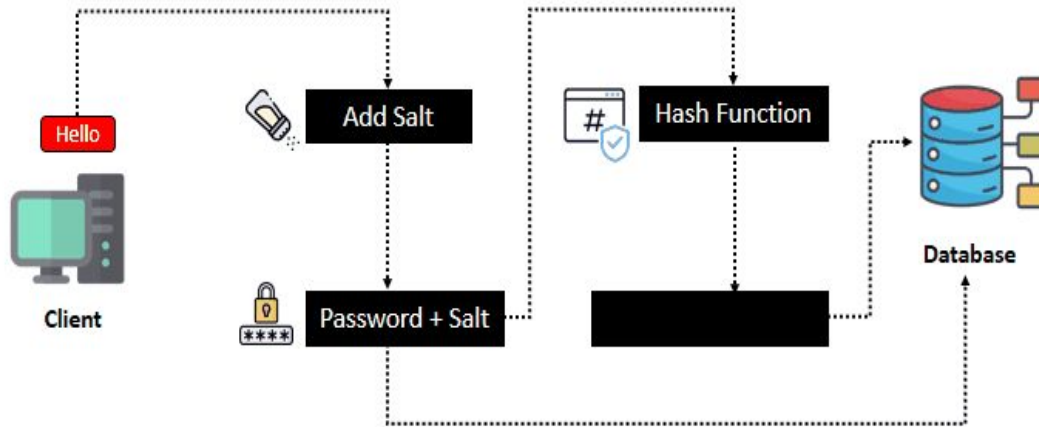 Hello
Client
Add Salt
Password + Salt
****
#
Hash Function
Database